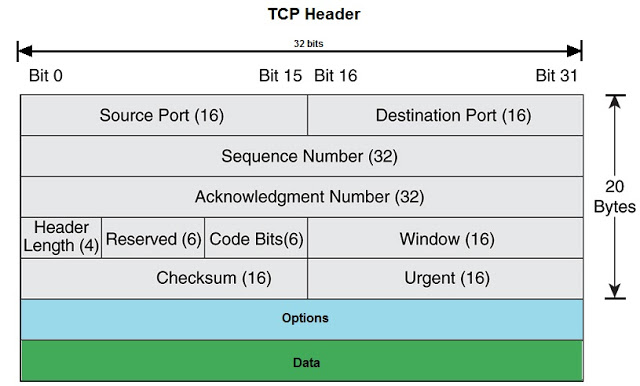 TCP Header
32 bits
Bit 0 Bit 15 Bit 16 Bit 31
Source Port (16) Destination Port (16)
Sequence Number (32)
Acknowledgment Number (32)
20
Bytes
Header
Length (4) Reserved (6) Code Bits(6) Window (16)
Checksum (16) Urgent (16)
Options
Data